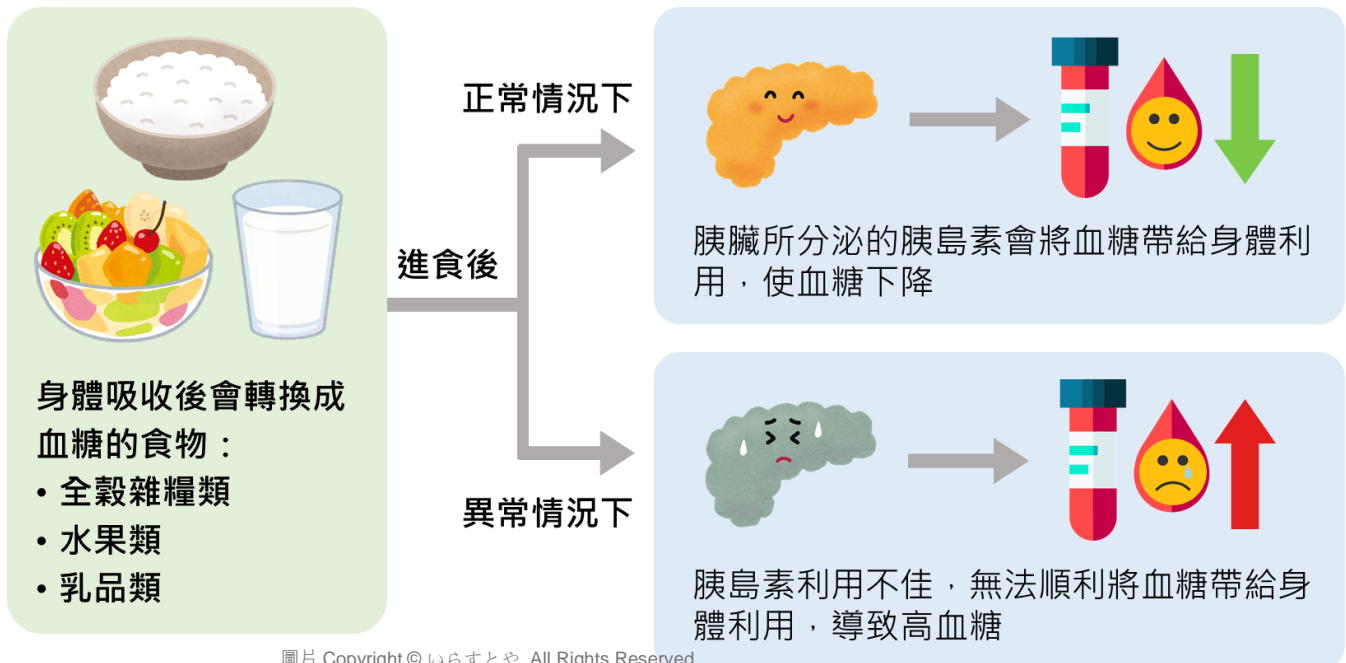 身體吸收後會轉換成
血糖的食物：
• 全穀雜糧類
• 水果類
• 乳品類
進食後
正常情況下
胰臟所分泌的胰島素會將血糖帶給身體利
用，使血糖下降
異常情況下
胰島素利用不佳，無法順利將血糖帶給身
體利用，導致高血糖
圖片 Copyright © いらすとや. All Rights Reserved